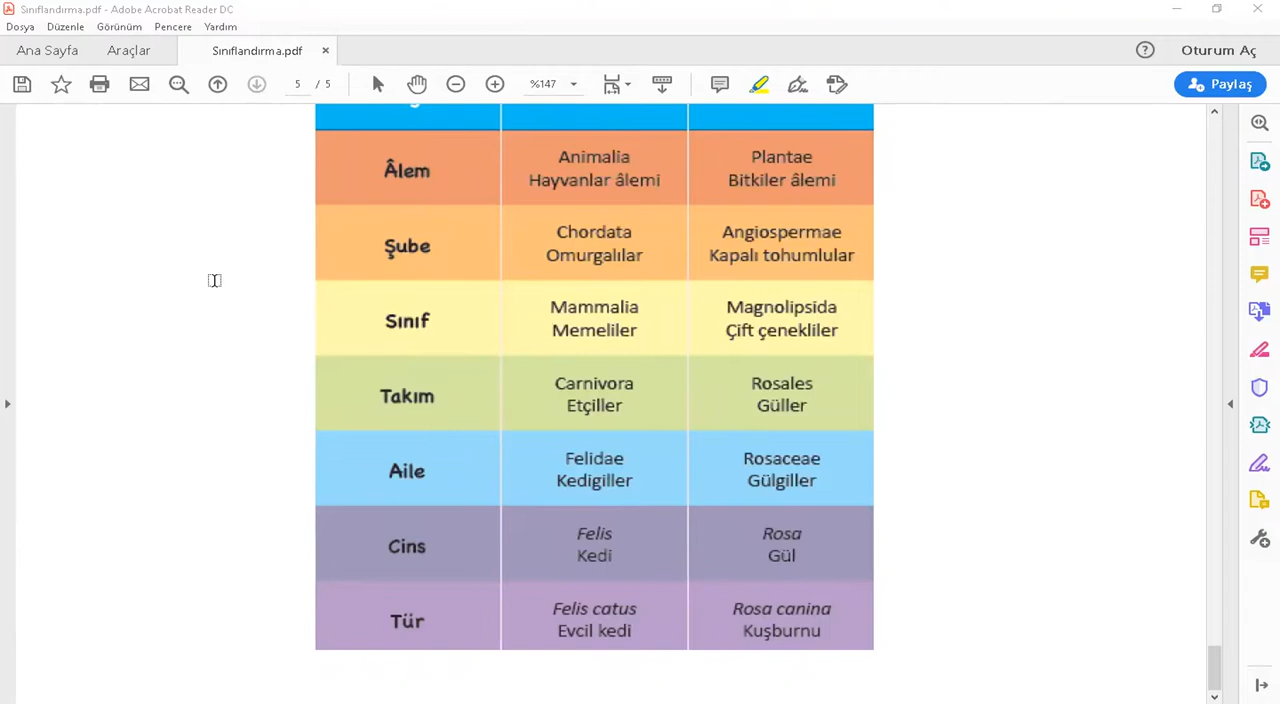 Sınıflandırma.pdf - Adobe Acrobat Reader DC
Dosya Düzenle Görünüm Pencere Yardım
Ana Sayfa Araçlar Sınıflandırma.pdf Oturum Aç
5 / 5 %147 Paylaş
Âlem
Animalia
Hayvanlar âlemi
Plantae
Bitkiler âlemi
Şube
Chordata
Omurgalılar
Angiospermae
Kapalı tohumlular
Sınıf
Mammalia
Memeliler
Magnolipsida
Çift çenekliler
Takım
Carnivora
Etçiller
Rosales
Güller
Aile
Felidae
Kedigiller
Rosaceae
Gülgiller
Cins
Felis
Kedi
Rosa
Gül
Tür
Felis catus
Evcil kedi
Rosa canina
Kuşburnu